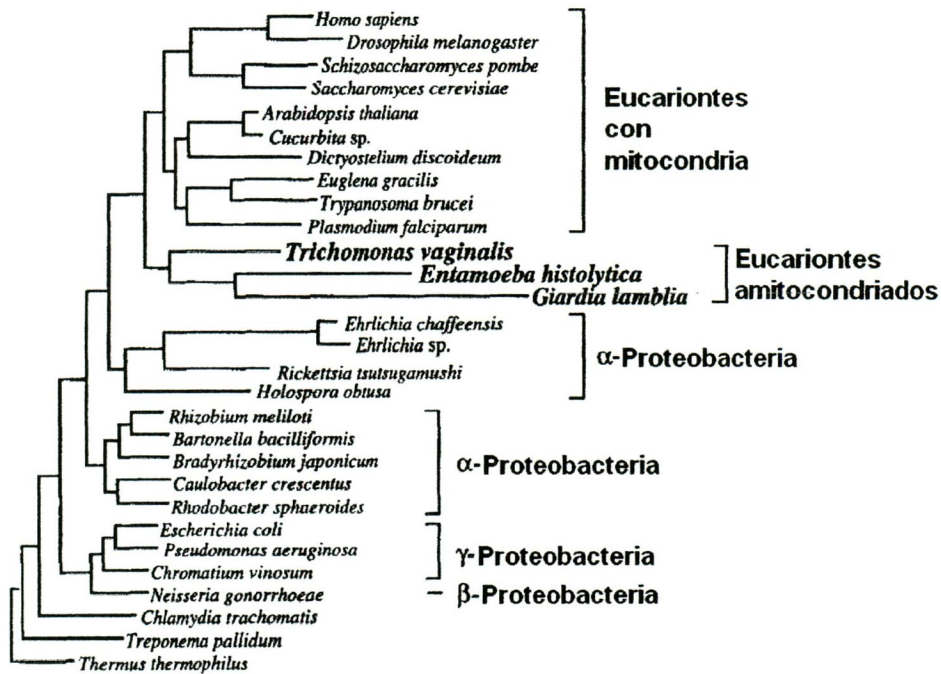 Homo sapiens
Drosophila melanogaster
Schizosaccharomyces pombe
Saccharomyces cerevisiae
Arabidopsis thaliana
Cucurbita sp.
Dictyostelium discoideum
Euglena gracilis
Trypanosoma brucei
Plasmodium falciparum
Eucariontes
con
mitocondria
Trichomonas vaginalis
Entamoeba histolytica
Giardia lamblia
Eucariontes
amitocondriados
Ehrlichia chaffeensis
Ehrlichia sp.
Rickettsia tsutsugamushi
Holospora obtusa
α-Proteobacteria
Rhizobium meliloti
Bartonella bacilliformis
Bradyrhizobium japonicum
Caulobacter crescentus
Rhodobacter sphaeroides
α-Proteobacteria
Escherichia coli
Pseudomonas aeruginosa
Chromatium vinosum
γ-Proteobacteria
Neisseria gonorrhoeae
β-Proteobacteria
Chlamydia trachomatis
Treponema pallidum
Thermus thermophilus